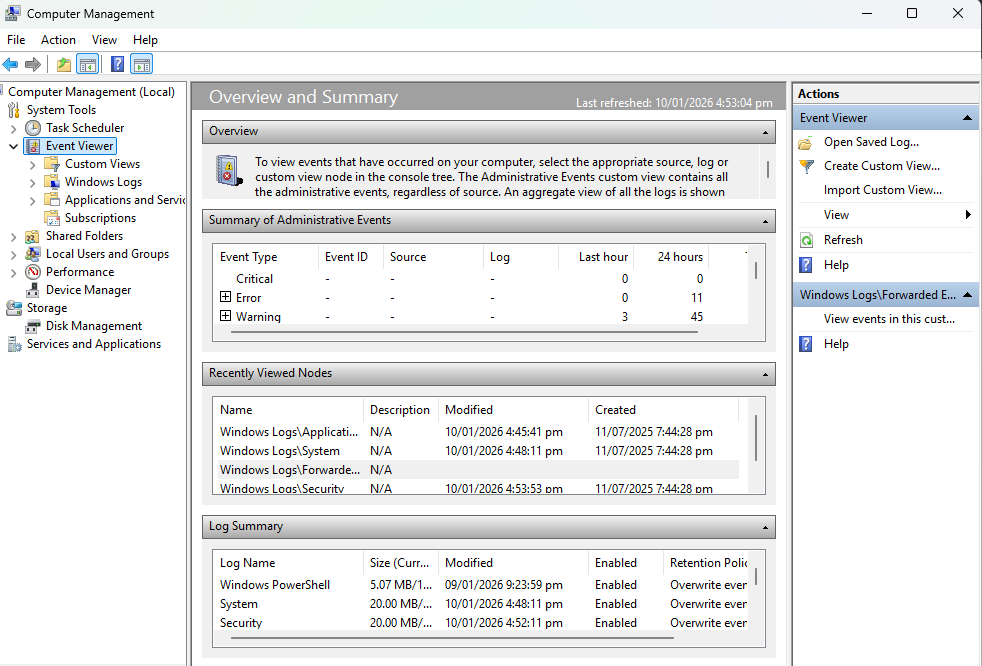 Computer Management
File Action View Help
Computer Management (Local)
System Tools
Task Scheduler
Event Viewer
Custom Views
Windows Logs
Applications and Servic
Subscriptions
Shared Folders
Local Users and Groups
Performance
Device Manager
Storage
Disk Management
Services and Applications
Overview and Summary Last refreshed: 10/01/2026 4:53:04 pm
Overview
To view events that have occurred on your computer, select the appropriate source, log or
custom view node in the console tree. The Administrative Events custom view contains all
the administrative events, regardless of source. An aggregate view of all the logs is shown
Summary of Administrative Events
Event Type Event ID Source Log Last hour 24 hours
Critical - - - 0 0
Error - - - 0 11
Warning - - - 3 45
Recently Viewed Nodes
Name Description Modified Created
Windows Logs\Applicati... N/A 10/01/2026 4:45:41 pm 11/07/2025 7:44:28 pm
Windows Logs\System N/A 10/01/2026 4:48:11 pm 11/07/2025 7:44:28 pm
Windows Logs\Forwarde... N/A
Windows Logs\Security N/A 10/01/2026 4:53:53 pm 11/07/2025 7:44:28 pm
Log Summary
Log Name Size (Curr... Modified Enabled Retention Polic
Windows PowerShell 5.07 MB/1... 09/01/2026 9:23:59 pm Enabled Overwrite ever
System 20.00 MB/... 10/01/2026 4:48:11 pm Enabled Overwrite ever
Security 20.00 MB/... 10/01/2026 4:52:11 pm Enabled Overwrite ever
Actions
Event Viewer
Open Saved Log...
Create Custom View...
Import Custom View...
View
Refresh
Help
Windows Logs\Forwarded E...
View events in this cust...
Help